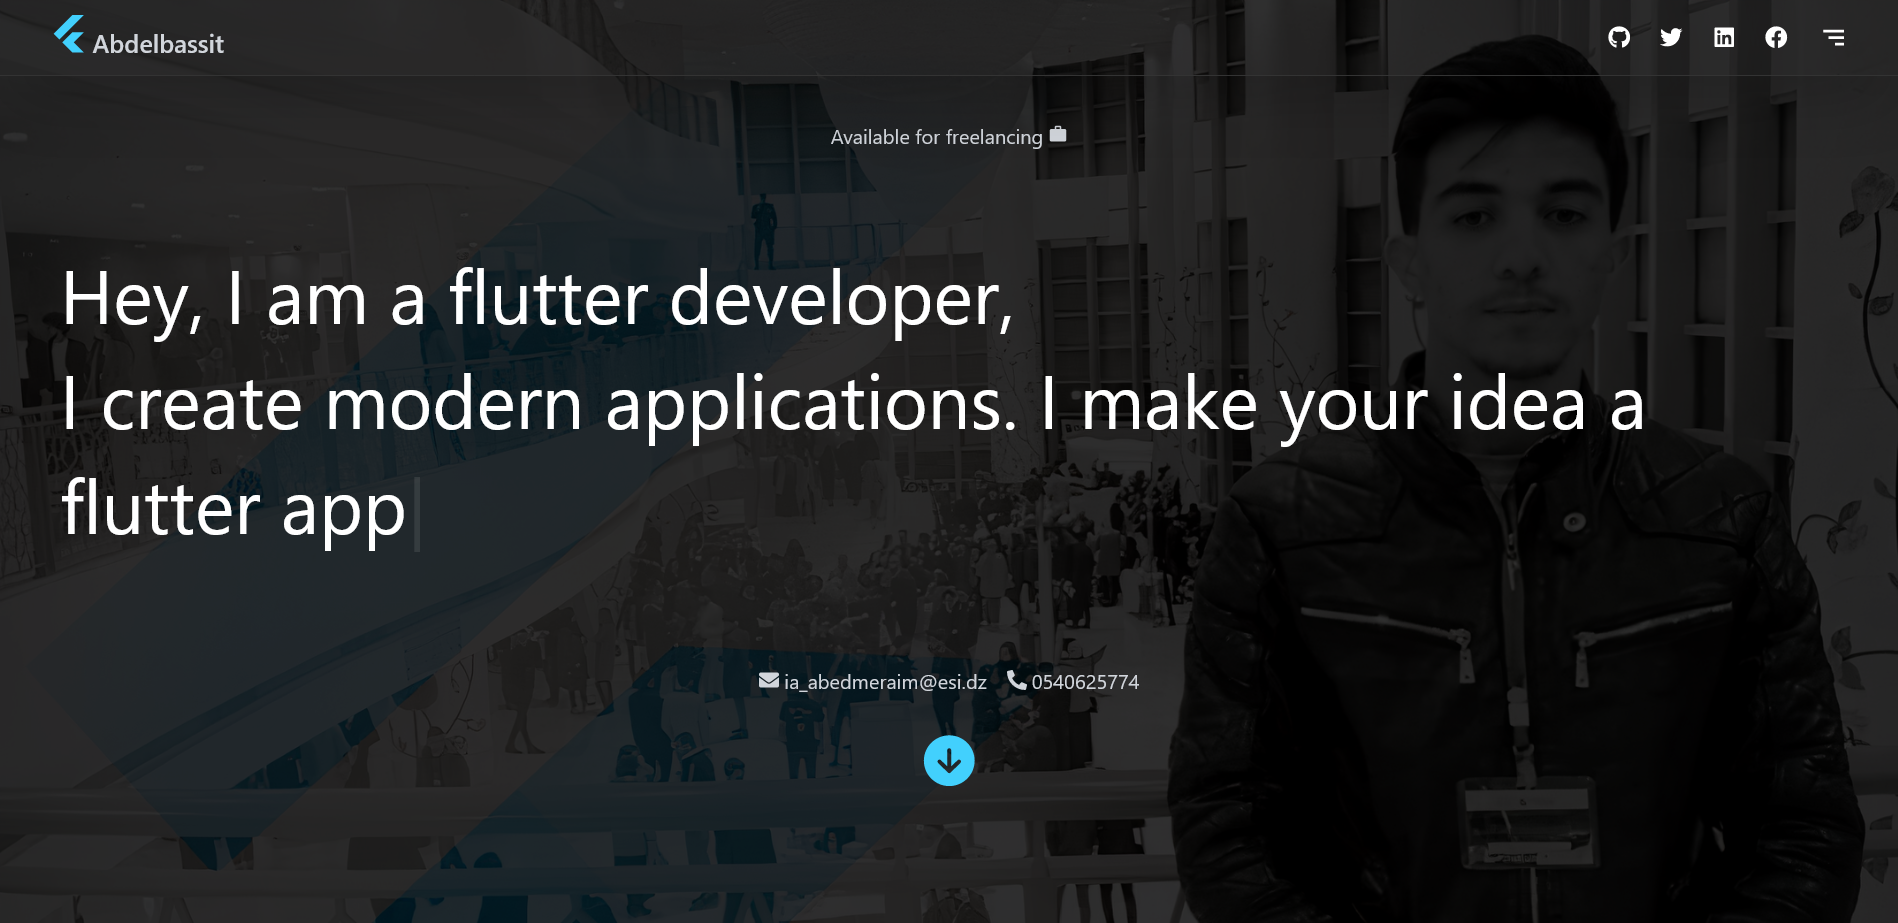 Abdelbassit
Available for freelancing
Hey, I am a flutter developer,
I create modern applications. I make your idea a
flutter app
ia_abedmeraim@esi.dz 0540625774